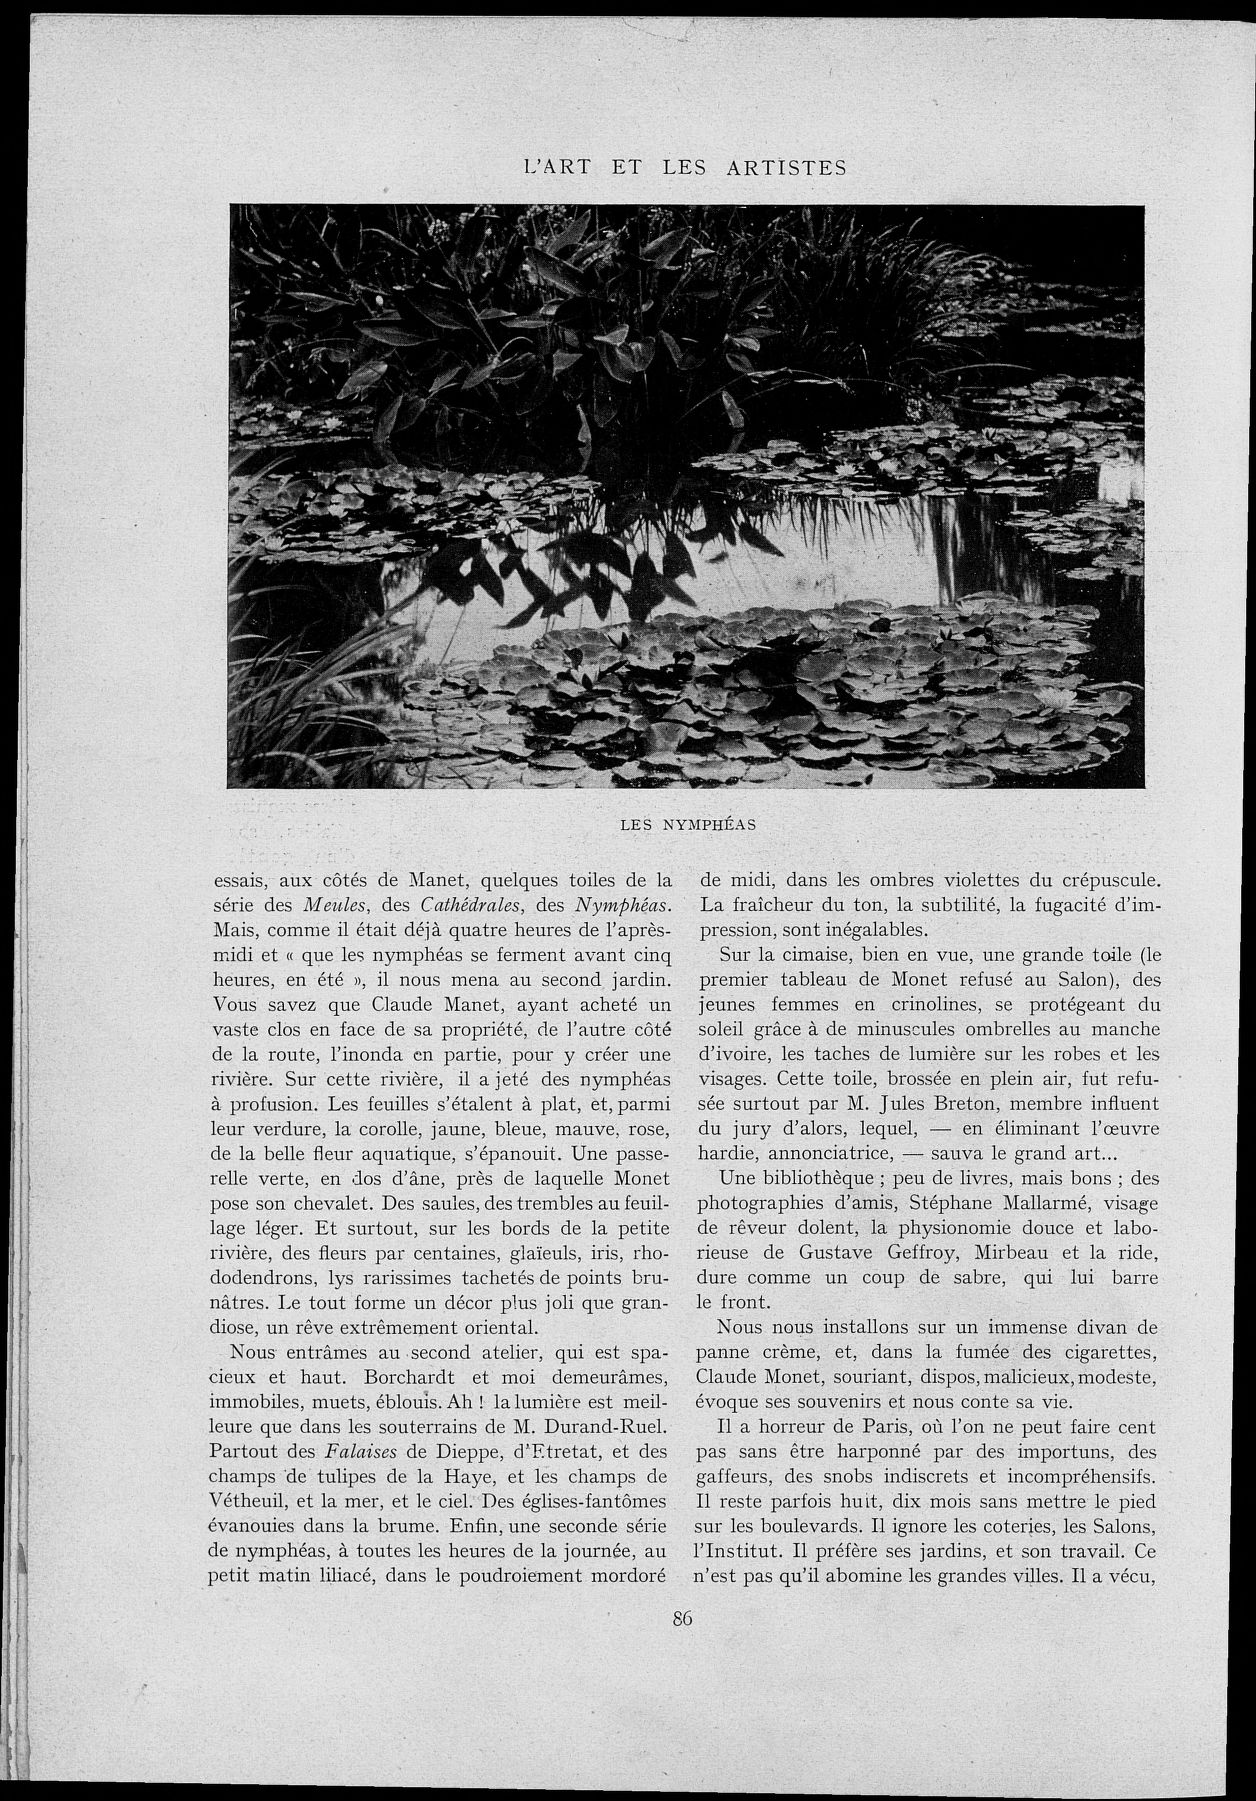 L'ART ET LES ARTISTES
LES NYMPHÉAS
essais, aux côtés de Manet, quelques toiles de la
série des Meules, des Cathédrales, des Nymphéas.
Mais, comme il était déjà quatre heures de l'après-
midi et « que les nymphéas se ferment avant cinq
heures, en été », il nous mena au second jardin.
Vous savez que Claude Manet, ayant acheté un
vaste clos en face de sa propriété, de l'autre côté
de la route, l'inonda en partie, pour y créer une
rivière. Sur cette rivière, il a jeté des nymphéas
à profusion. Les feuilles s'étalent à plat, et, parmi
leur verdure, la corolle, jaune, bleue, mauve, rose,
de la belle fleur aquatique, s'épanouit. Une passe-
relle verte, en dos d'âne, près de laquelle Monet
pose son chevalet. Des saules, des trembles au feuil-
lage léger. Et surtout, sur les bords de la petite
rivière, des fleurs par centaines, glaïeuls, iris, rho-
dodendrons, lys rarissimes tachetés de points bru-
nâtres. Le tout forme un décor plus joli que gran-
diose, un rêve extrêmement oriental.
Nous entrâmes au second atelier, qui est spa-
cieux et haut. Borchardt et moi demeurâmes,
immobiles, muets, éblouis. Ah ! la lumière est meil-
leure que dans les souterrains de M. Durand-Ruel.
Partout des Falaises de Dieppe, d'Etretat, et des
champs de tulipes de la Haye, et les champs de
Vétheuil, et la mer, et le ciel. Des églises-fantômes
évanouies dans la brume. Enfin, une seconde série
de nymphéas, à toutes les heures de la journée, au
petit matin liliacé, dans le poudroiement mordoré
de midi, dans les ombres violettes du crépuscule.
La fraîcheur du ton, la subtilité, la fugacité d'im-
pression, sont inégalables.
Sur la cimaise, bien en vue, une grande toile (le
premier tableau de Monet refusé au Salon), des
jeunes femmes en crinolines, se protégeant du
soleil grâce à de minuscules ombrelles au manche
d'ivoire, les taches de lumière sur les robes et les
visages. Cette toile, brossée en plein air, fut refu-
sée surtout par M. Jules Breton, membre influent
du jury d'alors, lequel, — en éliminant l'œuvre
hardie, annonciatrice, — sauva le grand art...
Une bibliothèque ; peu de livres, mais bons ; des
photographies d'amis, Stéphane Mallarmé, visage
de rêveur dolent, la physionomie douce et labo-
rieuse de Gustave Geffroy, Mirbeau et la ride,
dure comme un coup de sabre, qui lui barre
le front.
Nous nous installons sur un immense divan de
panne crème, et, dans la fumée des cigarettes,
Claude Monet, souriant, dispos, malicieux, modeste,
évoque ses souvenirs et nous conte sa vie.
Il a horreur de Paris, où l'on ne peut faire cent
pas sans être harponné par des importuns, des
gaffeurs, des snobs indiscrets et incompréhensifs.
Il reste parfois huit, dix mois sans mettre le pied
sur les boulevards. Il ignore les coteries, les Salons,
l'Institut. Il préfère ses jardins, et son travail. Ce
n'est pas qu'il abomine les grandes villes. Il a vécu,
86